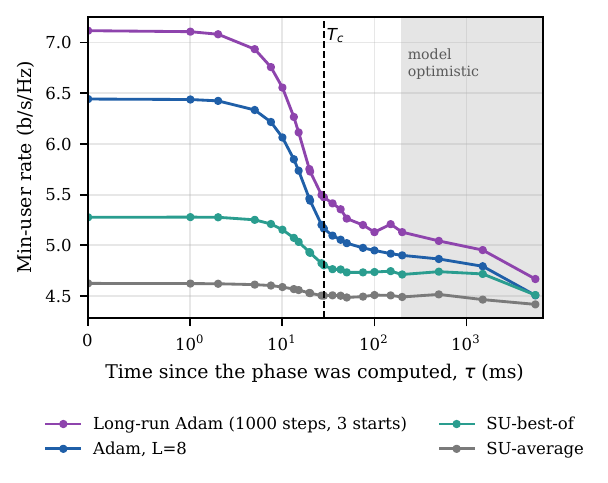 7.0
6.5
6.0
5.5
5.0
4.5
Min-user rate (b/s/Hz)
T_c
model
optimistic
0
10^0
10^1
10^2
10^3
Time since the phase was computed, τ (ms)
Long-run Adam (1000 steps, 3 starts)
Adam, L=8
SU-best-of
SU-average